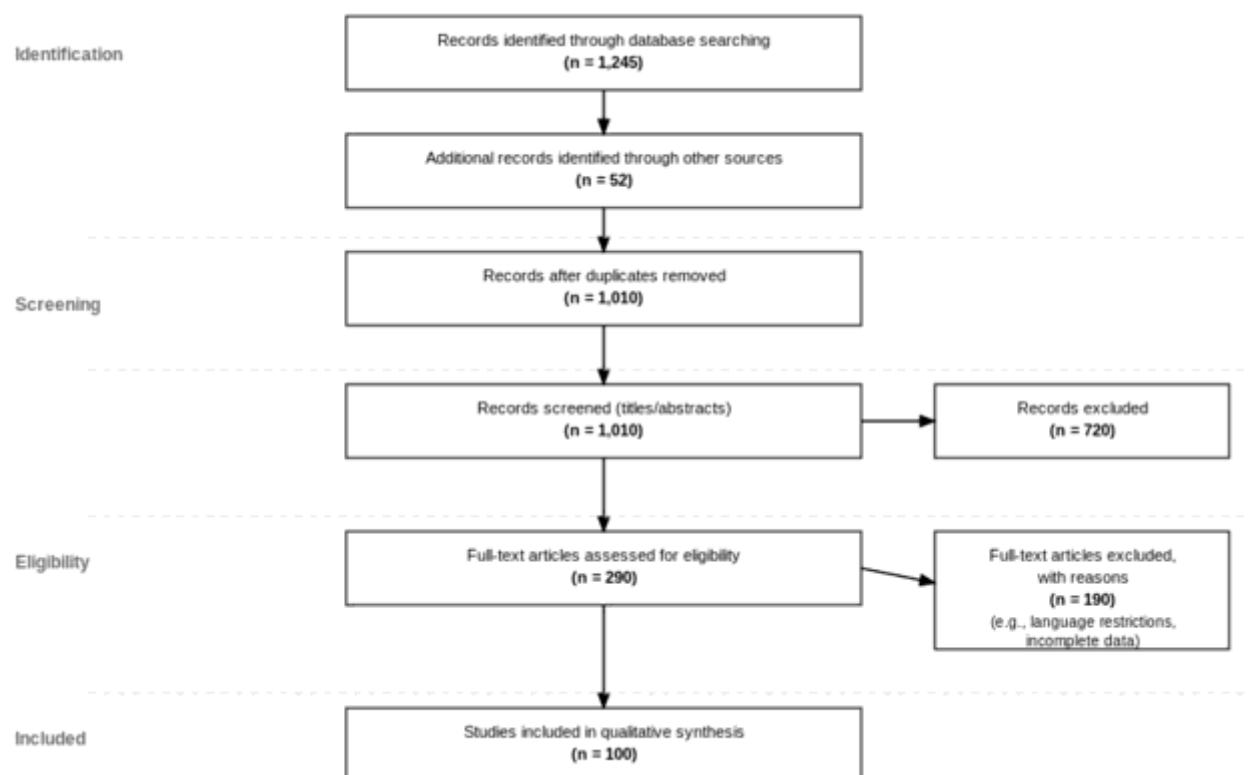 Identification
Records identified through database searching
(n = 1,245)
Additional records identified through other sources
(n = 52)
Screening
Records after duplicates removed
(n = 1,010)
Records screened (titles/abstracts)
(n = 1,010)
Records excluded
(n = 720)
Eligibility
Full-text articles assessed for eligibility
(n = 290)
Full-text articles excluded,
with reasons
(n = 190)
(e.g., language restrictions,
incomplete data)
Included
Studies included in qualitative synthesis
(n = 100)